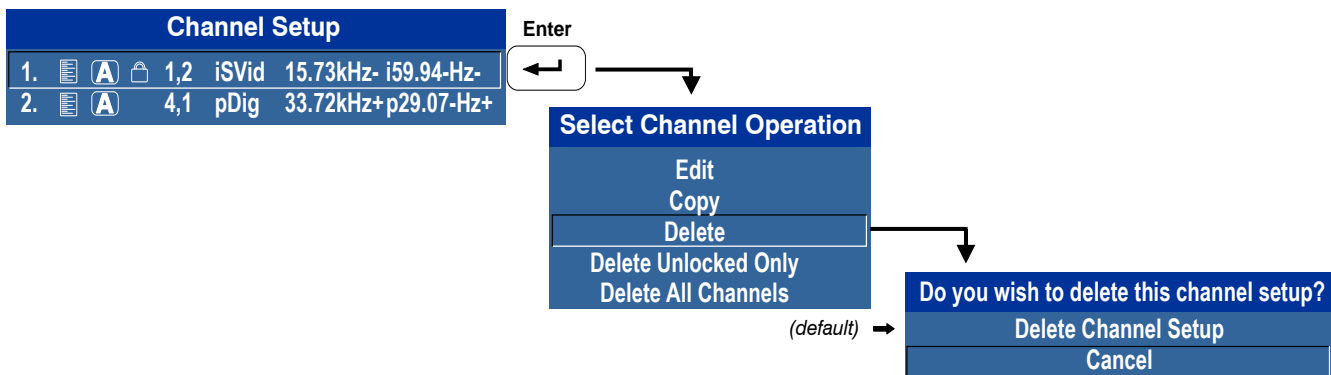 Channel Setup
Enter
1. A 1,2 iSVid 15.73kHz- i59.94-Hz-
2. A 4,1 pDig 33.72kHz+p29.07-Hz+
Select Channel Operation
Edit
Copy
Delete
Delete Unlocked Only
Delete All Channels
Do you wish to delete this channel setup?
(default)
Delete Channel Setup
Cancel